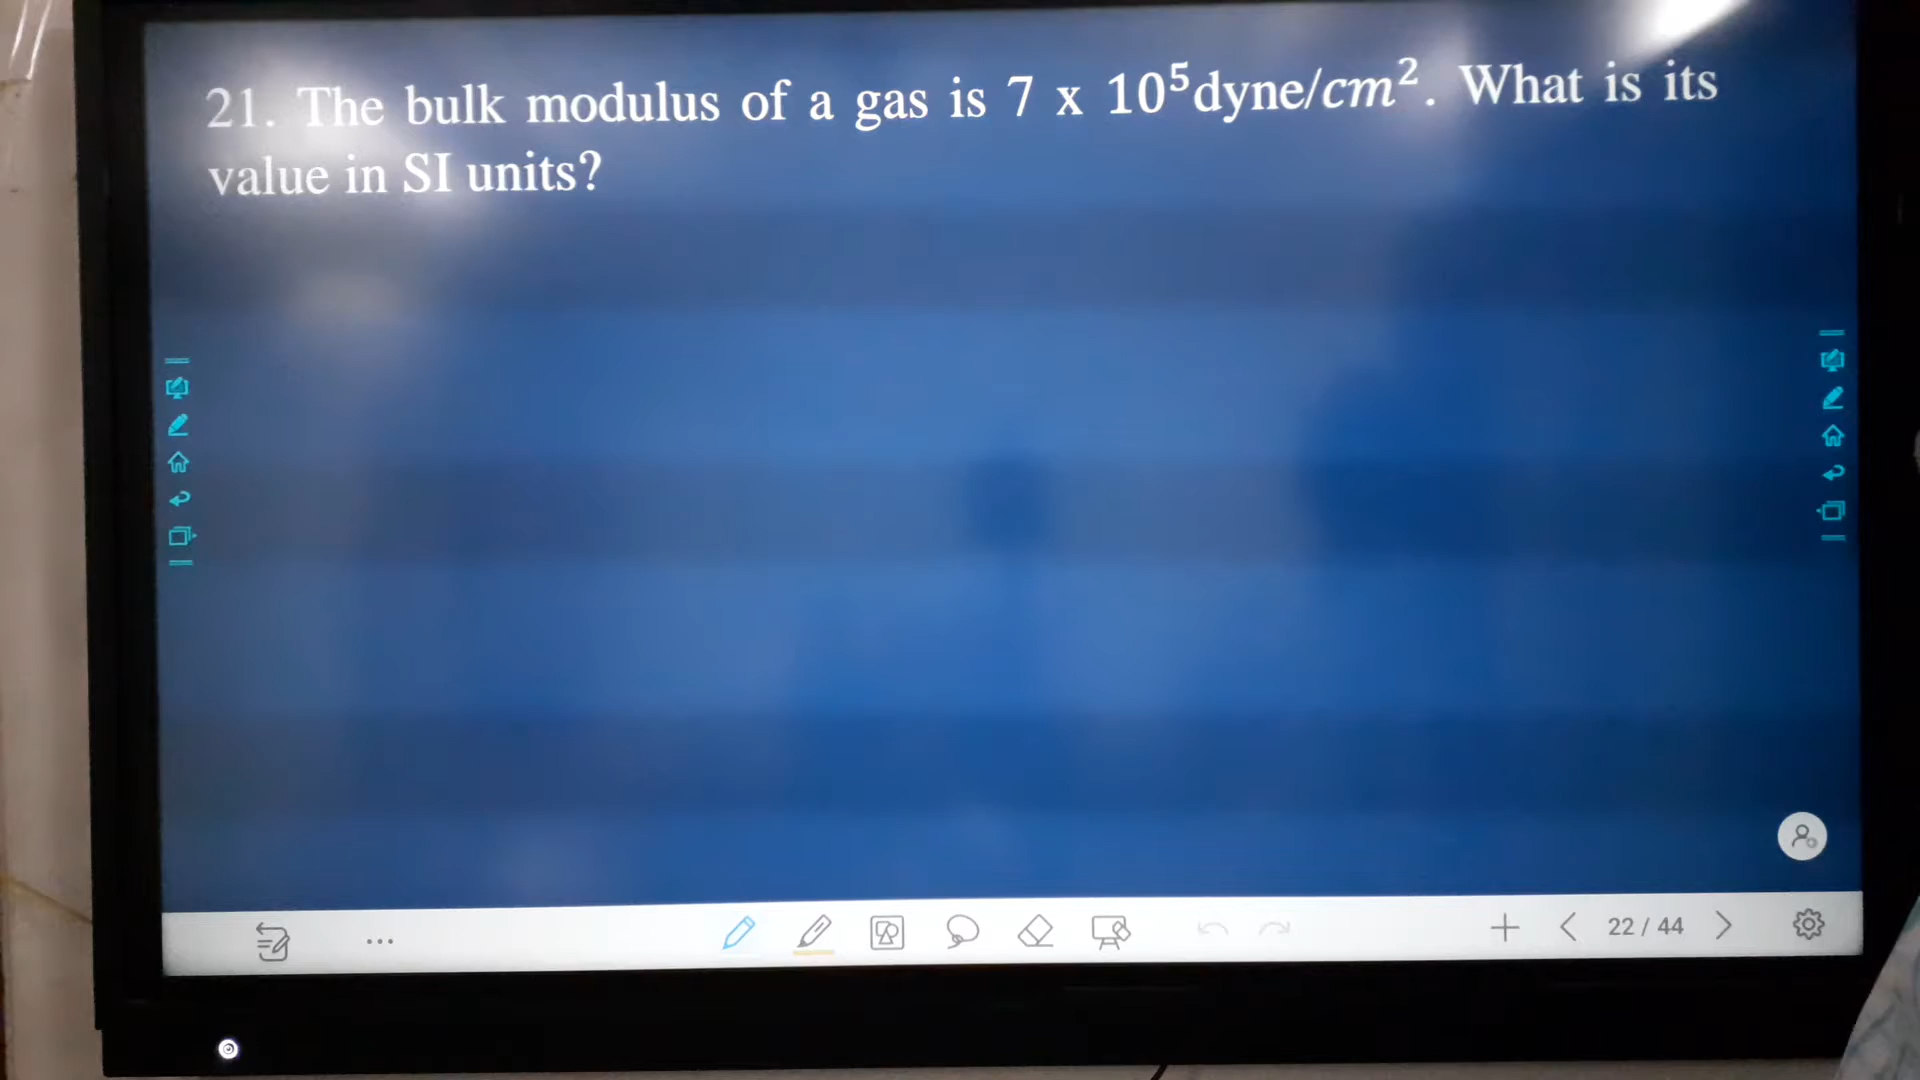 21. The bulk modulus of a gas is 7 x 10⁵dyne/cm². What is its
value in SI units?
22 / 44